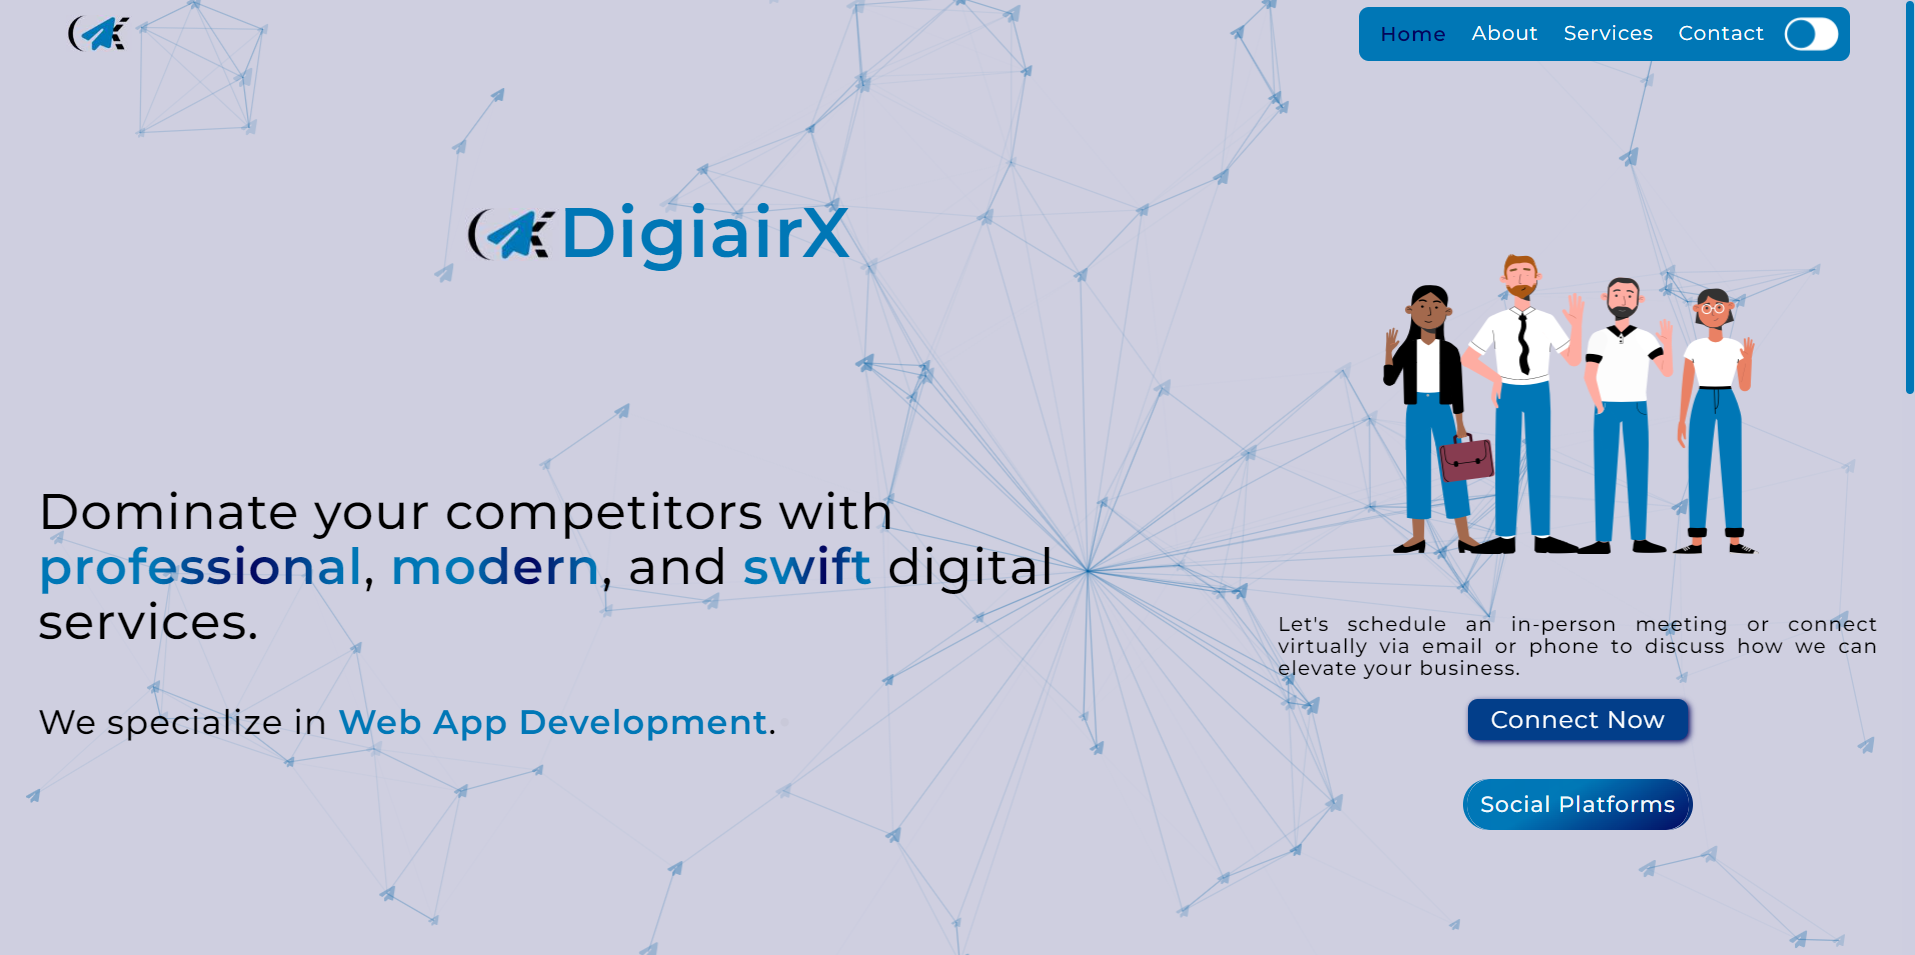 Home About Services Contact
DigiairX
Dominate your competitors with
professional, modern, and swift digital
services.
We specialize in Web App Development.
Let's schedule an in-person meeting or connect
virtually via email or phone to discuss how we can
elevate your business.
Connect Now
Social Platforms